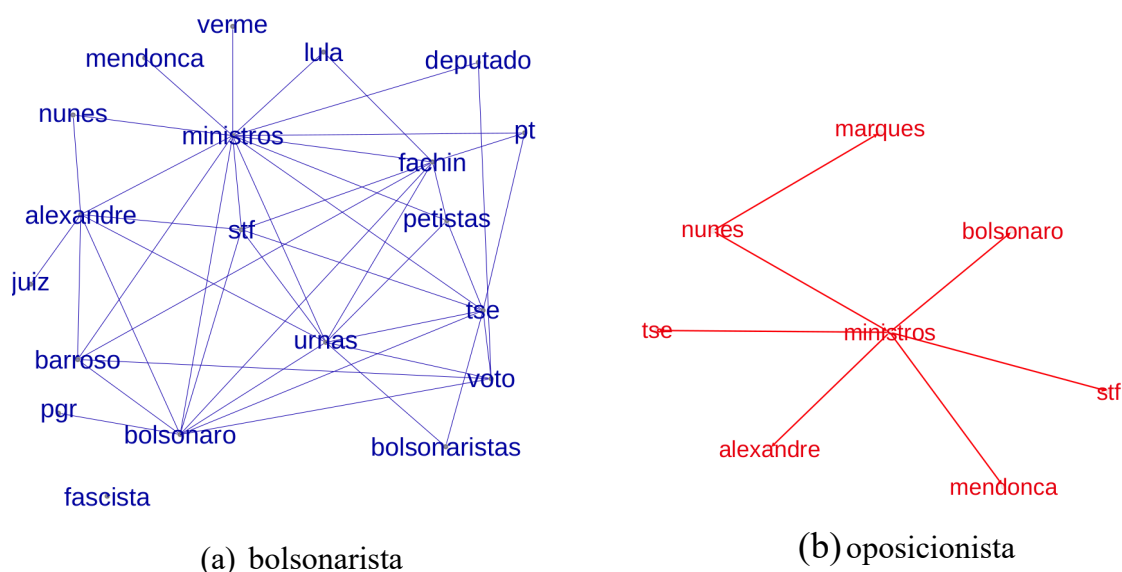 verme
mendonca
lula
deputado
nunes
ministros
pt
fachin
alexandre
stf
petistas
juiz
tse
urnas
barroso
voto
pgr
bolsonaro
bolsonaristas
fascista
(a) bolsonarista
marques
nunes
bolsonaro
tse
ministros
stf
alexandre
mendonca
(b) oposicionista